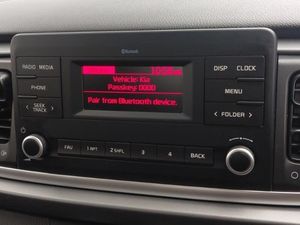 Bluetooth
RADIO MEDIA
DISP CLOCK
Vehicle: Kia
Passkey: 0000
PHONE
MENU
Pair from Bluetooth device.
< SEEK TRACK >
< FOLDER >
FAV
1 RPT
2 SHFL
3
4
BACK